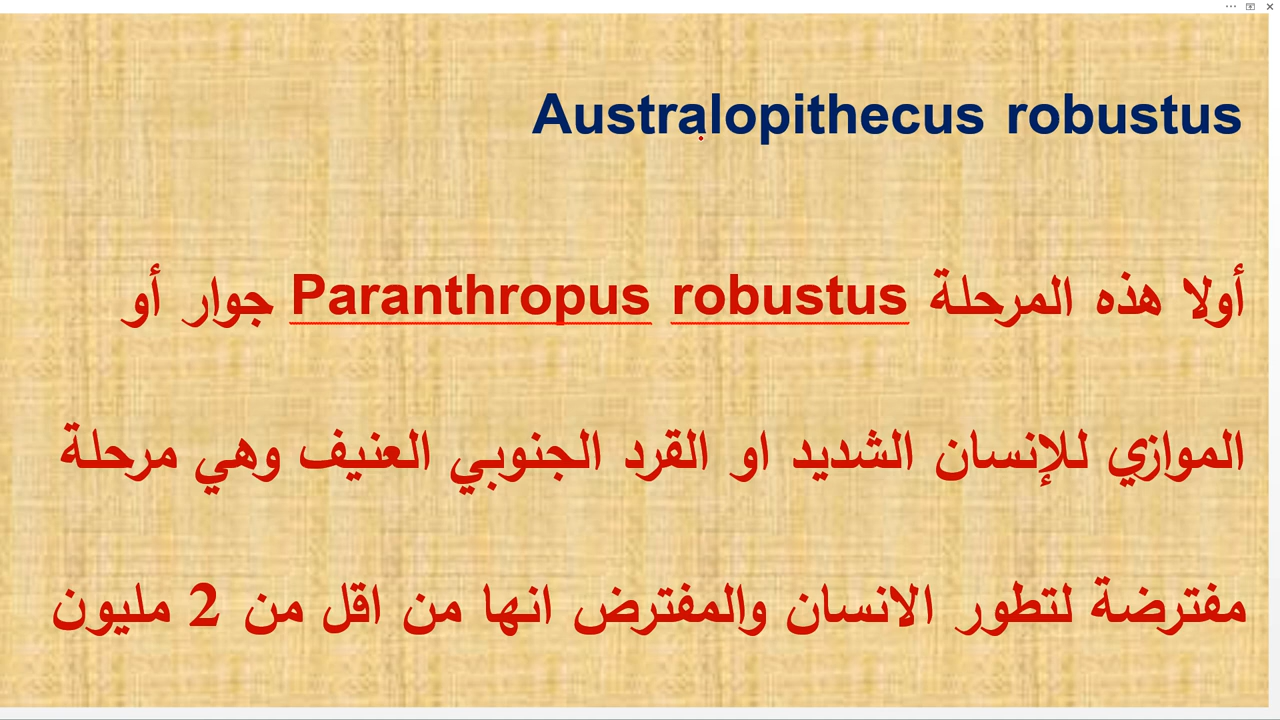 Australopithecus robustus
أولا هذه المرحلة Paranthropus robustus جوار أو
الموازي للإنسان الشديد او القرد الجنوبي العنيف وهي مرحلة
مفترضة لتطور الانسان والمفترض انها من اقل من 2 مليون